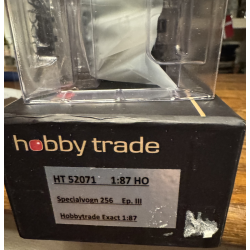 hobby trade
HT 52071 1:87 HO
Specialvogn 256 Ep. III
Hobbytrade Exact 1:87